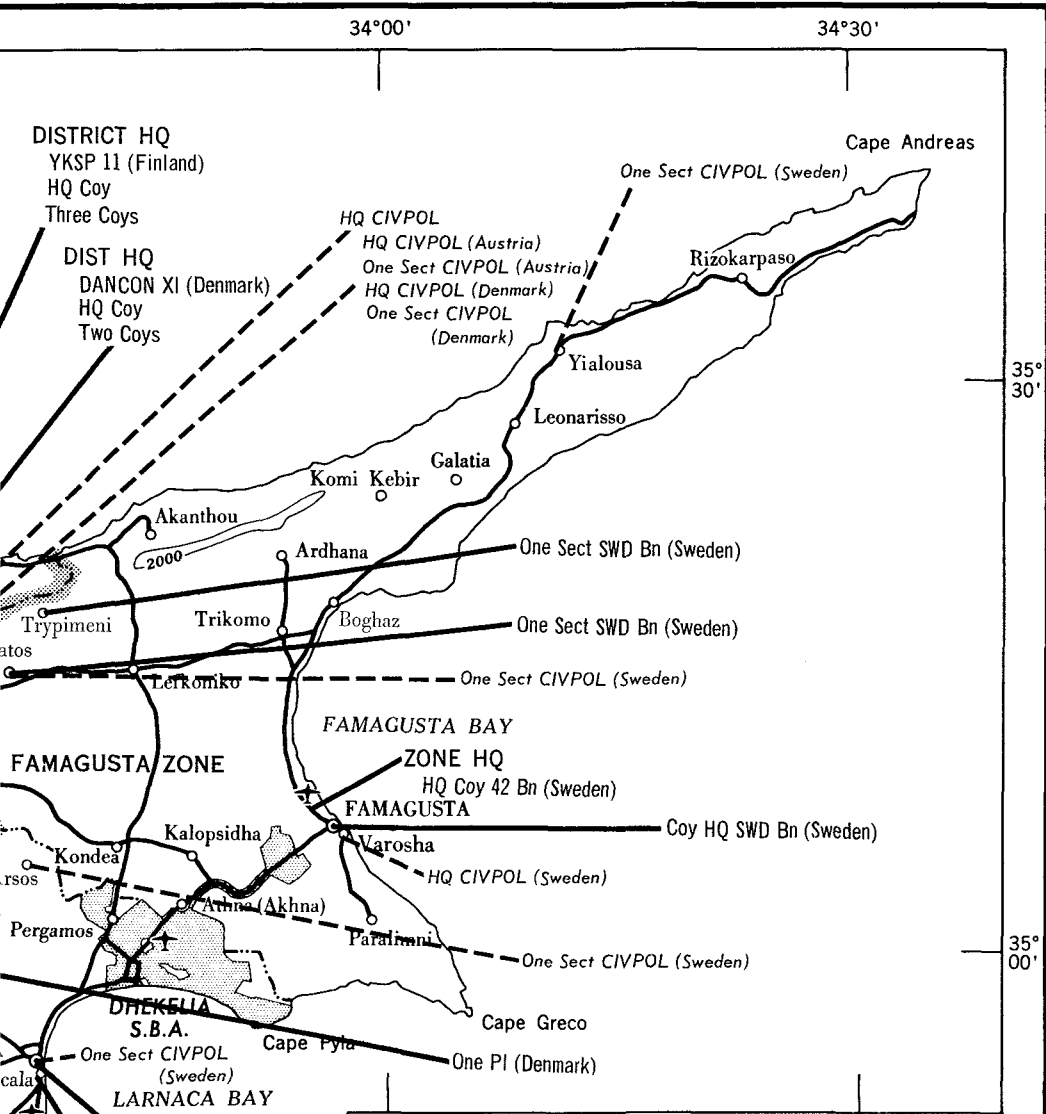 34°00'
34°30'
DISTRICT HQ
YKSP 11 (Finland)
HQ Coy
Three Coys
DIST HQ
DANCON XI (Denmark)
HQ Coy
Two Coys
HQ CIVPOL
HQ CIVPOL (Austria)
One Sect CIVPOL (Austria)
HQ CIVPOL (Denmark)
One Sect CIVPOL
(Denmark)
One Sect CIVPOL (Sweden)
Cape Andreas
Rizokarpaso
Yialousa
35°
30'
Leonarisso
Galatia
Komi Kebir
Akanthou
2000
Ardhana
One Sect SWD Bn (Sweden)
Trypimeni
Trikomo
Boghaz
One Sect SWD Bn (Sweden)
atos
Lefkoniko
One Sect CIVPOL (Sweden)
FAMAGUSTA BAY
FAMAGUSTA ZONE
ZONE HQ
HQ Coy 42 Bn (Sweden)
FAMAGUSTA
Coy HQ SWD Bn (Sweden)
Kalopsidha
Varosha
Kondea
HQ CIVPOL (Sweden)
rsos
Athna (Akhna)
Pergamos
Paralimni
35°
00'
One Sect CIVPOL (Sweden)
DHEKELIA
S.B.A.
Cape Greco
Cape Pyla
One Sect CIVPOL
(Sweden)
One Pl (Denmark)
cala
LARNACA BAY